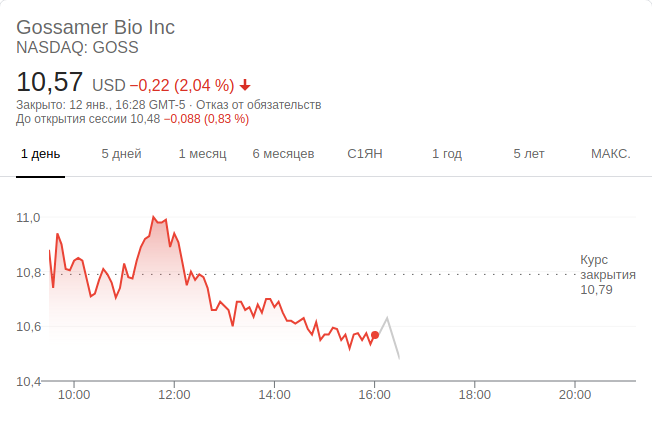 Gossamer Bio Inc
NASDAQ: GOSS
10,57 USD −0,22 (2,04 %)
Закрыто: 12 янв., 16:28 GMT-5 · Отказ от обязательств
До открытия сессии 10,48 −0,088 (0,83 %)
1 день 5 дней 1 месяц 6 месяцев С1ЯН 1 год 5 лет МАКС.
11,0
10,8
10,6
10,4
Курс
закрытия
10,79
10:00 12:00 14:00 16:00 18:00 20:00